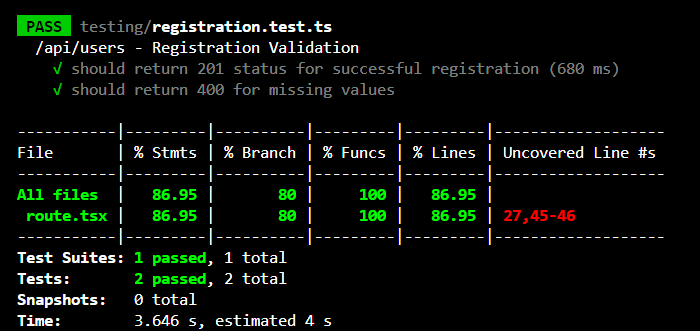 PASS testing/registration.test.ts
/api/users - Registration Validation
√ should return 201 status for successful registration (680 ms)
√ should return 400 for missing values
-----------|---------|----------|---------|---------|-------------------
File | % Stmts | % Branch | % Funcs | % Lines | Uncovered Line #s
-----------|---------|----------|---------|---------|-------------------
All files | 86.95 | 80 | 100 | 86.95 |
route.tsx | 86.95 | 80 | 100 | 86.95 | 27,45-46
-----------|---------|----------|---------|---------|-------------------
Test Suites: 1 passed, 1 total
Tests: 2 passed, 2 total
Snapshots: 0 total
Time: 3.646 s, estimated 4 s